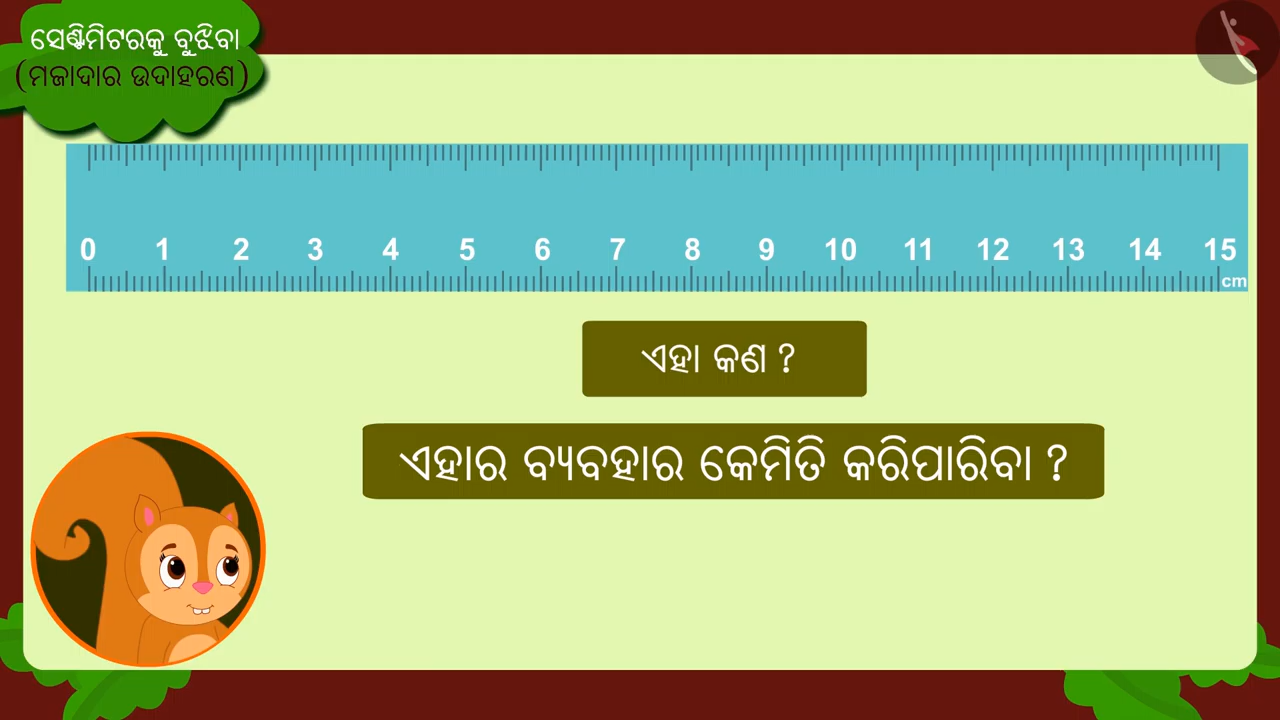 ସେଣ୍ଟିମିଟରକୁ ବୁଝିବା
(ମଜାଦାର ଉଦାହରଣ)
0 1 2 3 4 5 6 7 8 9 10 11 12 13 14 15
cm
ଏହା କଣ ?
ଏହାର ବ୍ୟବହାର କେମିତି କରିପାରିବା ?